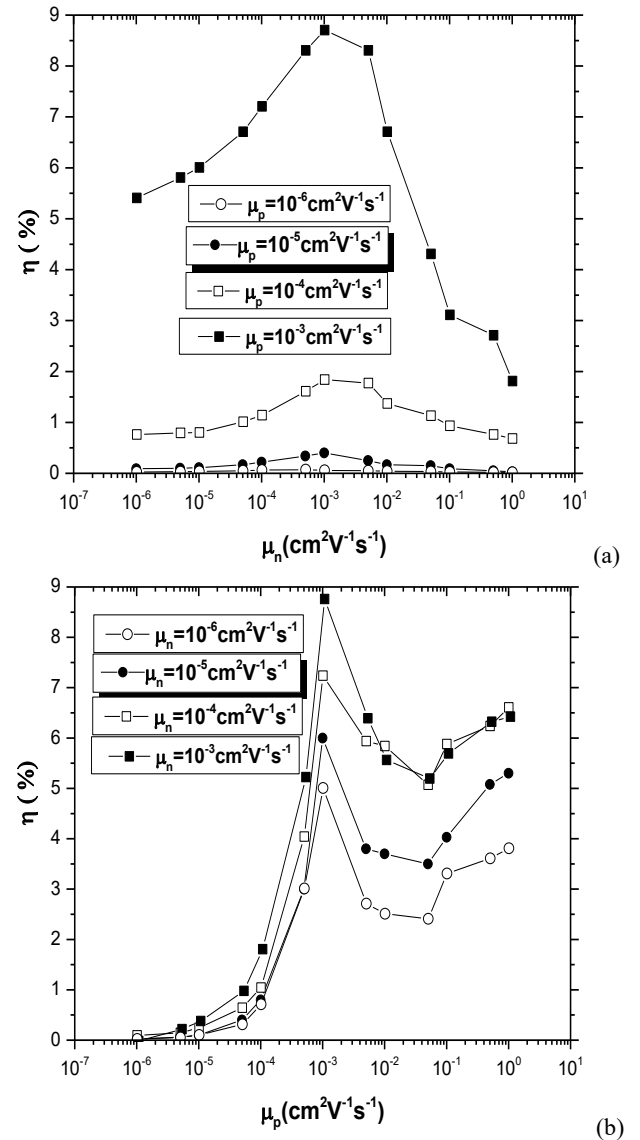 9
8
7
6
5
4
3
2
1
0
η ( %)
μₚ=10⁻⁶cm²V⁻¹s⁻¹
μₚ=10⁻⁵cm²V⁻¹s⁻¹
μₚ=10⁻⁴cm²V⁻¹s⁻¹
μₚ=10⁻³cm²V⁻¹s⁻¹
10⁻⁷ 10⁻⁶ 10⁻⁵ 10⁻⁴ 10⁻³ 10⁻² 10⁻¹ 10⁰ 10¹
μₙ(cm²V⁻¹s⁻¹)
(a)
9
8
7
6
5
4
3
2
1
0
η ( %)
μₙ=10⁻⁶cm²V⁻¹s⁻¹
μₙ=10⁻⁵cm²V⁻¹s⁻¹
μₙ=10⁻⁴cm²V⁻¹s⁻¹
μₙ=10⁻³cm²V⁻¹s⁻¹
10⁻⁷ 10⁻⁶ 10⁻⁵ 10⁻⁴ 10⁻³ 10⁻² 10⁻¹ 10⁰ 10¹
μₚ(cm²V⁻¹s⁻¹)
(b)